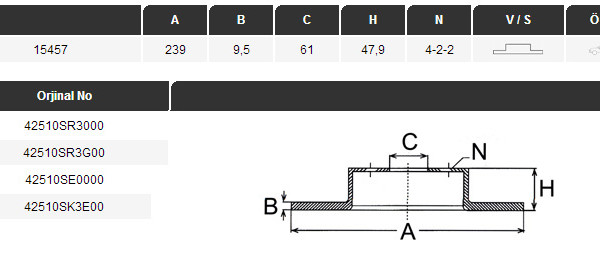 A B C H N V / S Ö
15457 239 9,5 61 47,9 4-2-2
Orjinal No
42510SR3000
42510SR3G00
42510SE0000
42510SK3E00
C
N
B
H
A